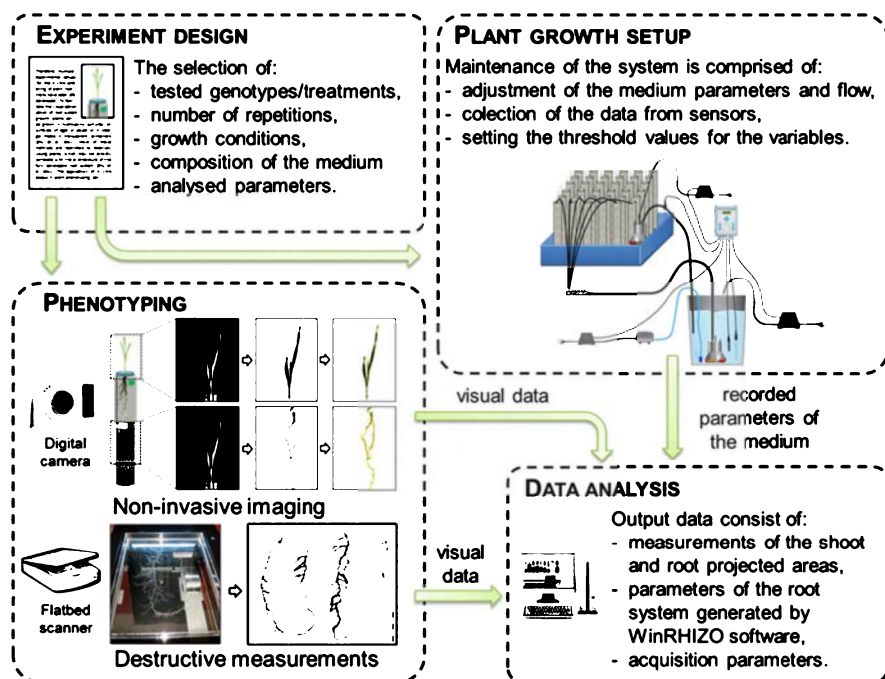 EXPERIMENT DESIGN
The selection of:
- tested genotypes/treatments,
- number of repetitions,
- growth conditions,
- composition of the medium
- analysed parameters.
PLANT GROWTH SETUP
Maintenance of the system is comprised of:
- adjustment of the medium parameters and flow,
- colection of the data from sensors,
- setting the threshold values for the variables.
PHENOTYPING
Digital
camera
Non-invasive imaging
Flatbed
scanner
Destructive measurements
visual data
recorded
parameters of
the medium
visual
data
DATA ANALYSIS
Output data consist of:
- measurements of the shoot
and root projected areas,
- parameters of the root
system generated by
WinRHIZO software,
- acquisition parameters.